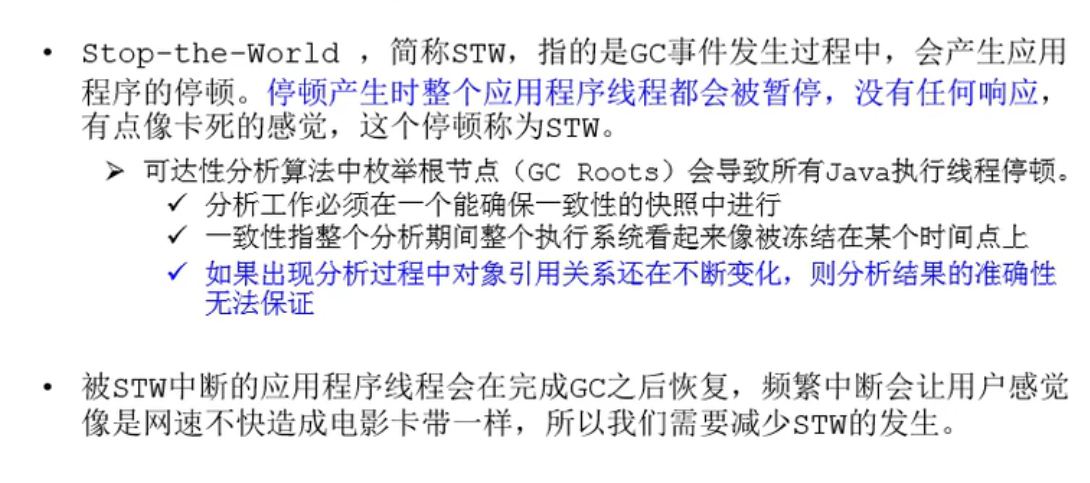 • Stop-the-World ，简称STW，指的是GC事件发生过程中，会产生应用
程序的停顿。停顿产生时整个应用程序线程都会被暂停，没有任何响应，
有点像卡死的感觉，这个停顿称为STW。
➢ 可达性分析算法中枚举根节点（GC Roots）会导致所有Java执行线程停顿。
✓ 分析工作必须在一个能确保一致性的快照中进行
✓ 一致性指整个分析期间整个执行系统看起来像被冻结在某个时间点上
✓ 如果出现分析过程中对象引用关系还在不断变化，则分析结果的准确性
无法保证
• 被STW中断的应用程序线程会在完成GC之后恢复，频繁中断会让用户感觉
像是网速不快造成电影卡带一样，所以我们需要减少STW的发生。